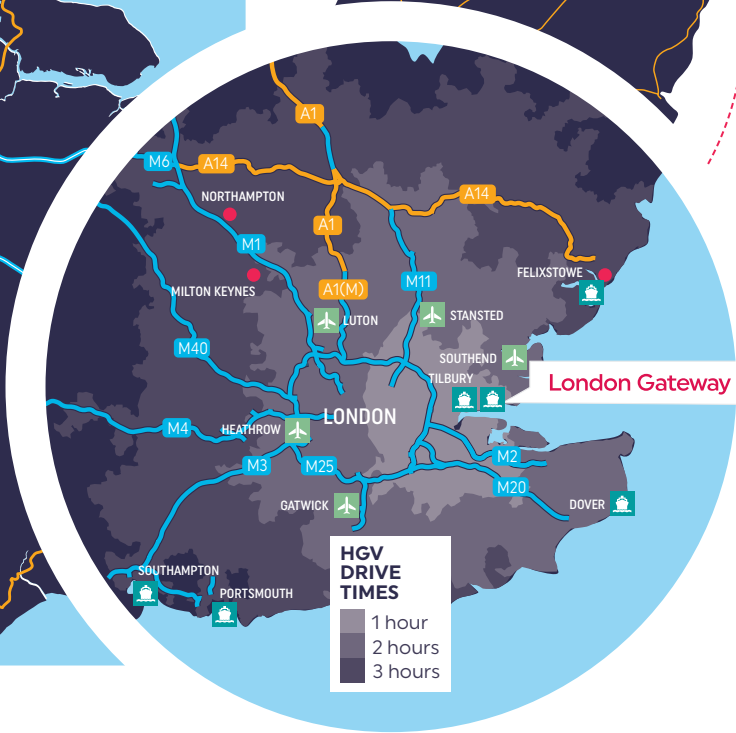 A1
M6
A14
NORTHAMPTON
A14
A1
M1
FELIXSTOWE
M11
MILTON KEYNES
A1(M)
LUTON
STANSTED
M40
SOUTHEND
TILBURY
London Gateway
LONDON
M4
HEATHROW
M2
M3
M25
M20
GATWICK
DOVER
HGV
DRIVE
TIMES
SOUTHAMPTON
PORTSMOUTH
1 hour
2 hours
3 hours